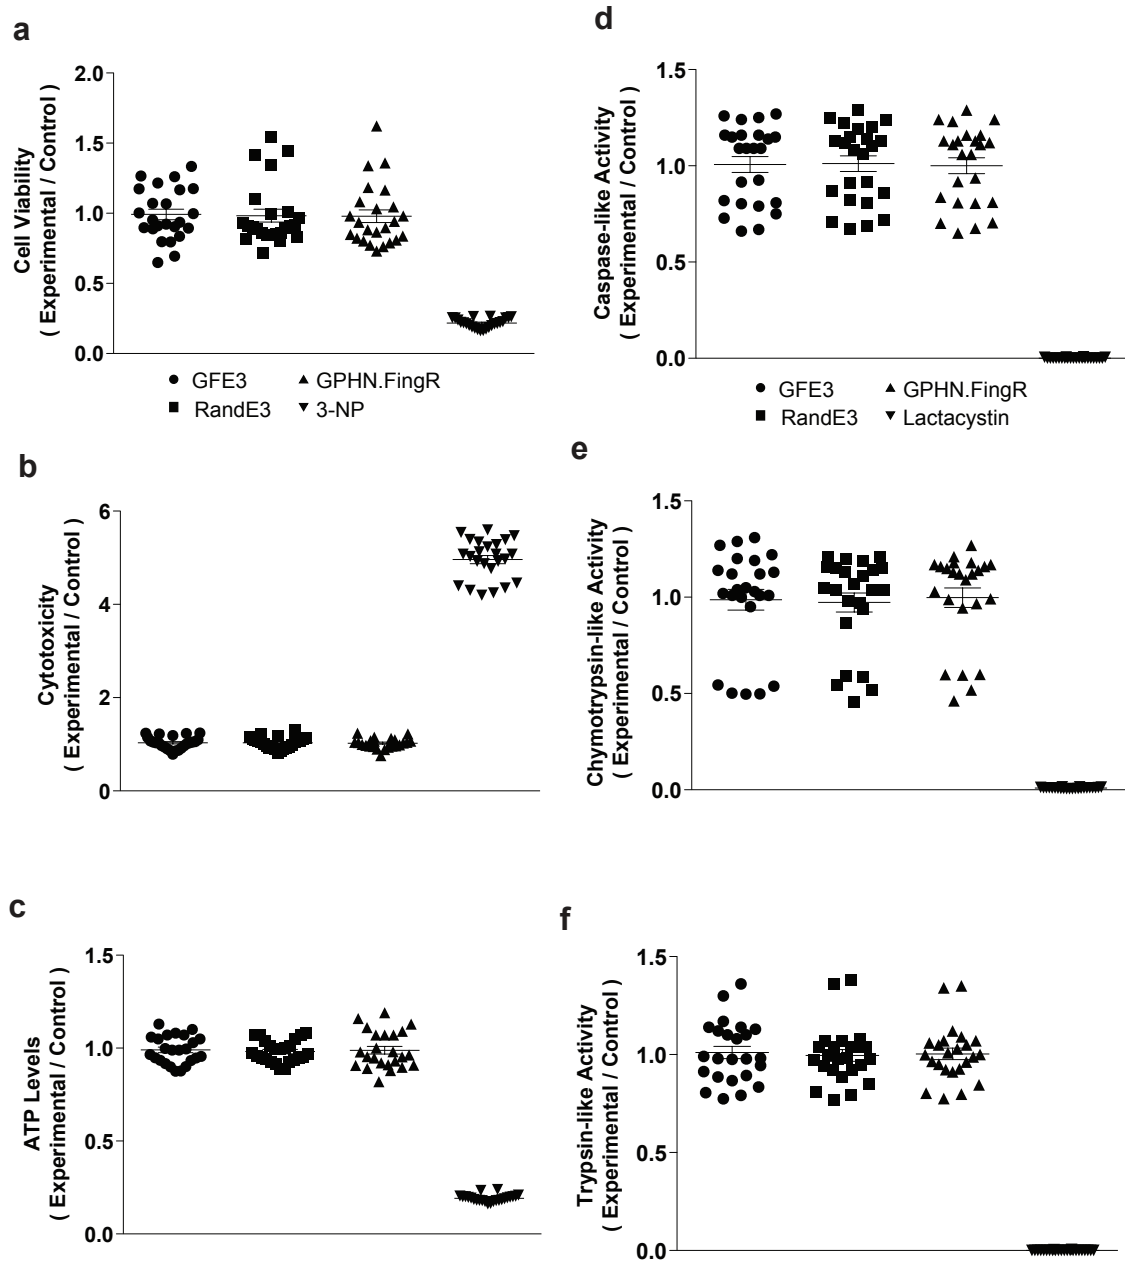 a
Cell Viability
( Experimental / Control )
2.0
1.5
1.0
0.5
0.0
GFE3
GPHN.FingR
RandE3
3-NP
b
Cytotoxicity
( Experimental / Control )
6
4
2
0
c
ATP Levels
( Experimental / Control )
1.5
1.0
0.5
0.0
d
Caspase-like Activity
( Experimental / Control )
1.5
1.0
0.5
0.0
GFE3
GPHN.FingR
RandE3
Lactacystin
e
Chymotrypsin-like Activity
( Experimental / Control )
1.5
1.0
0.5
0.0
f
Trypsin-like Activity
( Experimental / Control )
1.5
1.0
0.5
0.0